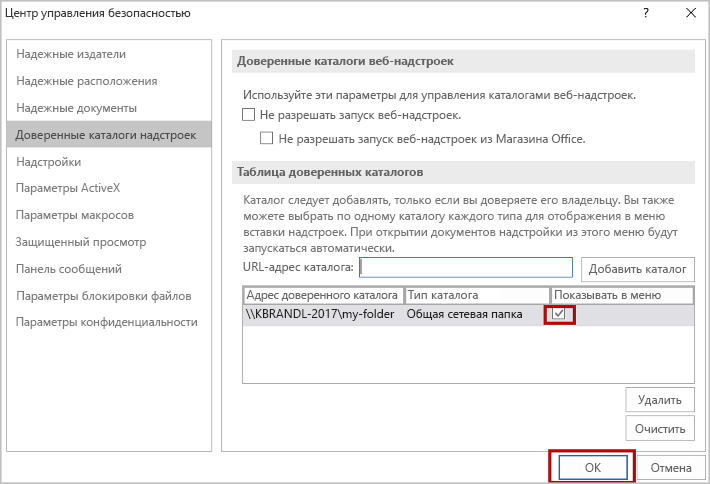 Центр управления безопасностью
?
Надежные издатели
Надежные расположения
Надежные документы
Доверенные каталоги надстроек
Надстройки
Параметры ActiveX
Параметры макросов
Защищенный просмотр
Панель сообщений
Параметры блокировки файлов
Параметры конфиденциальности
Доверенные каталоги веб-надстроек
Используйте эти параметры для управления каталогами веб-надстроек.
Не разрешать запуск веб-надстроек.
Не разрешать запуск веб-надстроек из Магазина Office.
Таблица доверенных каталогов
Каталог следует добавлять, только если вы доверяете его владельцу. Вы также
можете выбрать по одному каталогу каждого типа для отображения в меню
вставки надстроек. При открытии документов надстройки из этого меню будут
запускаться автоматически.
URL-адрес каталога:
Добавить каталог
Адрес доверенного каталога Тип каталога Показывать в меню
\\KBRANDL-2017\my-folder Общая сетевая папка
Удалить
Очистить
ОК Отмена